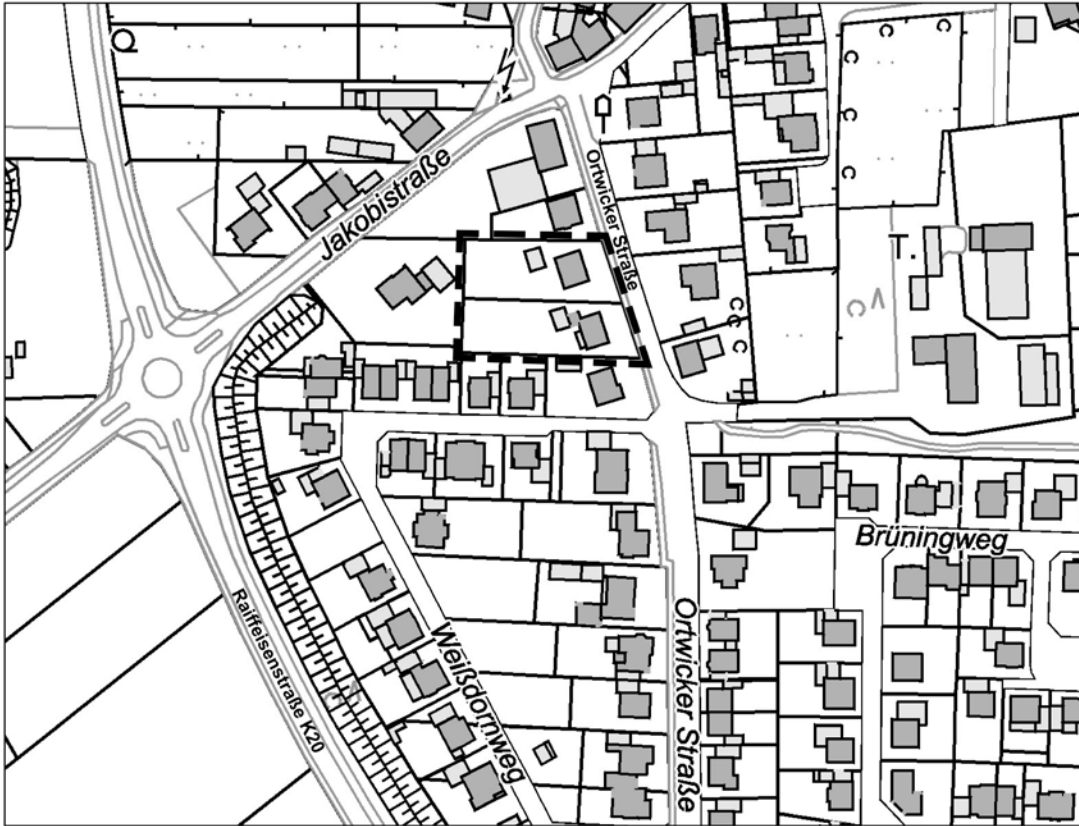 Jakobistraße
Ortwicker Straße
Brüningweg
Raiffeisenstraße K20
Weißdornweg
Ortwicker Straße